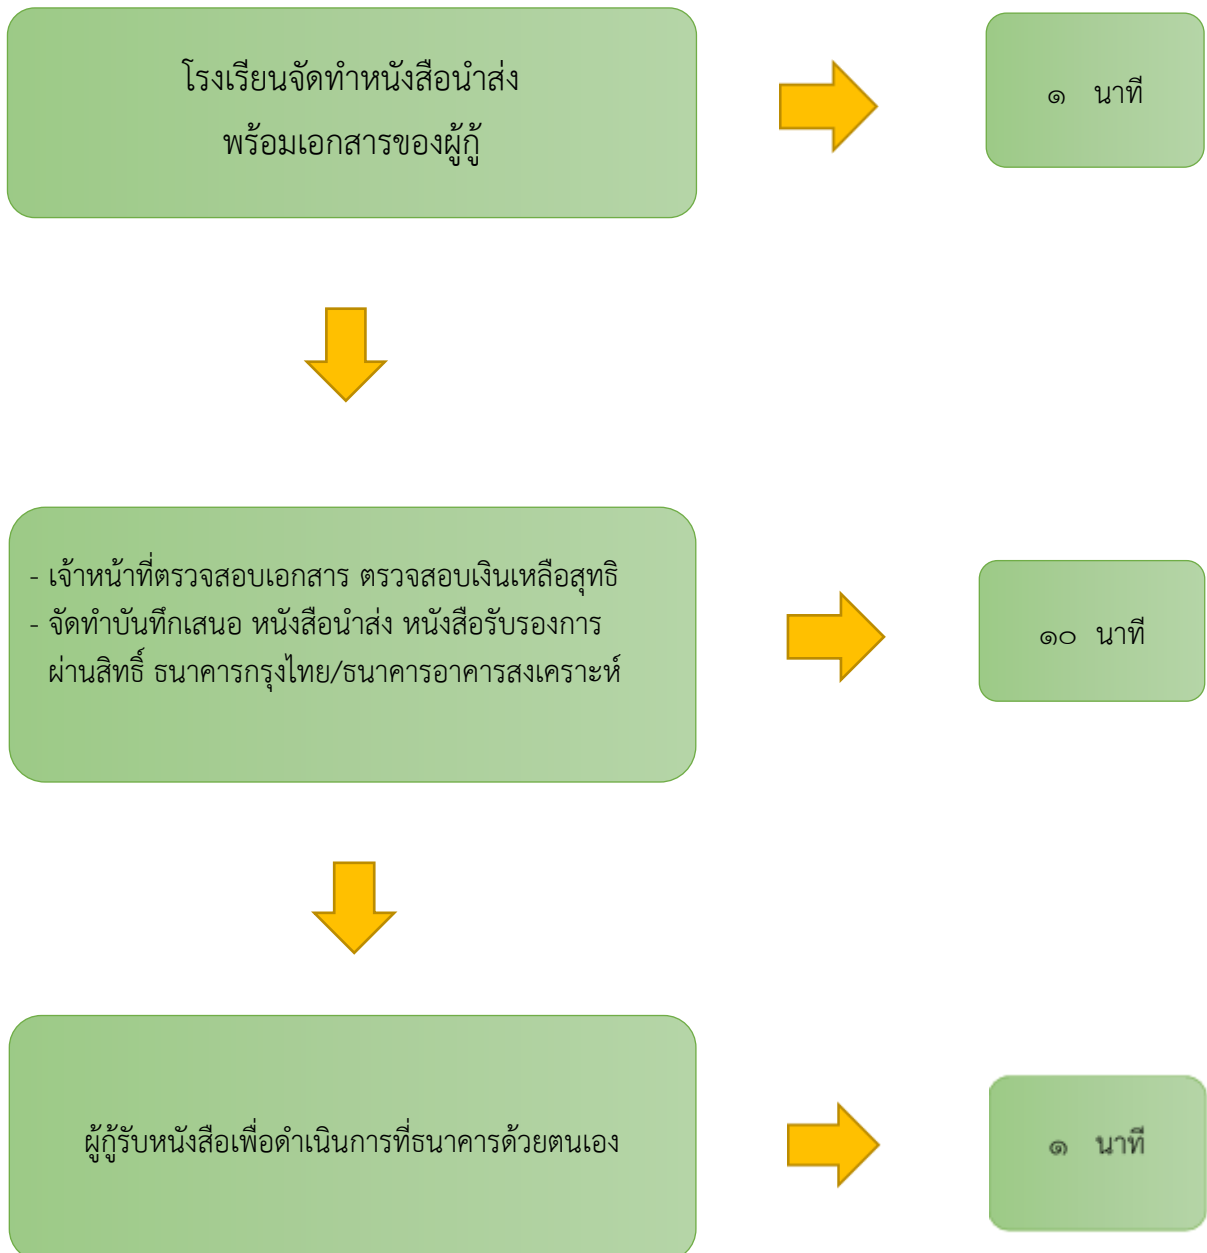 โรงเรียนจัดทำหนังสือนำส่ง
พร้อมเอกสารของผู้กู้
๑ นาที
- เจ้าหน้าที่ตรวจสอบเอกสาร ตรวจสอบเงินเหลือสุทธิ
- จัดทำบันทึกเสนอ หนังสือนำส่ง หนังสือรับรองการ
ผ่านสิทธิ์ ธนาคารกรุงไทย/ธนาคารอาคารสงเคราะห์
๑๐ นาที
ผู้กู้รับหนังสือเพื่อดำเนินการที่ธนาคารด้วยตนเอง
๑ นาที